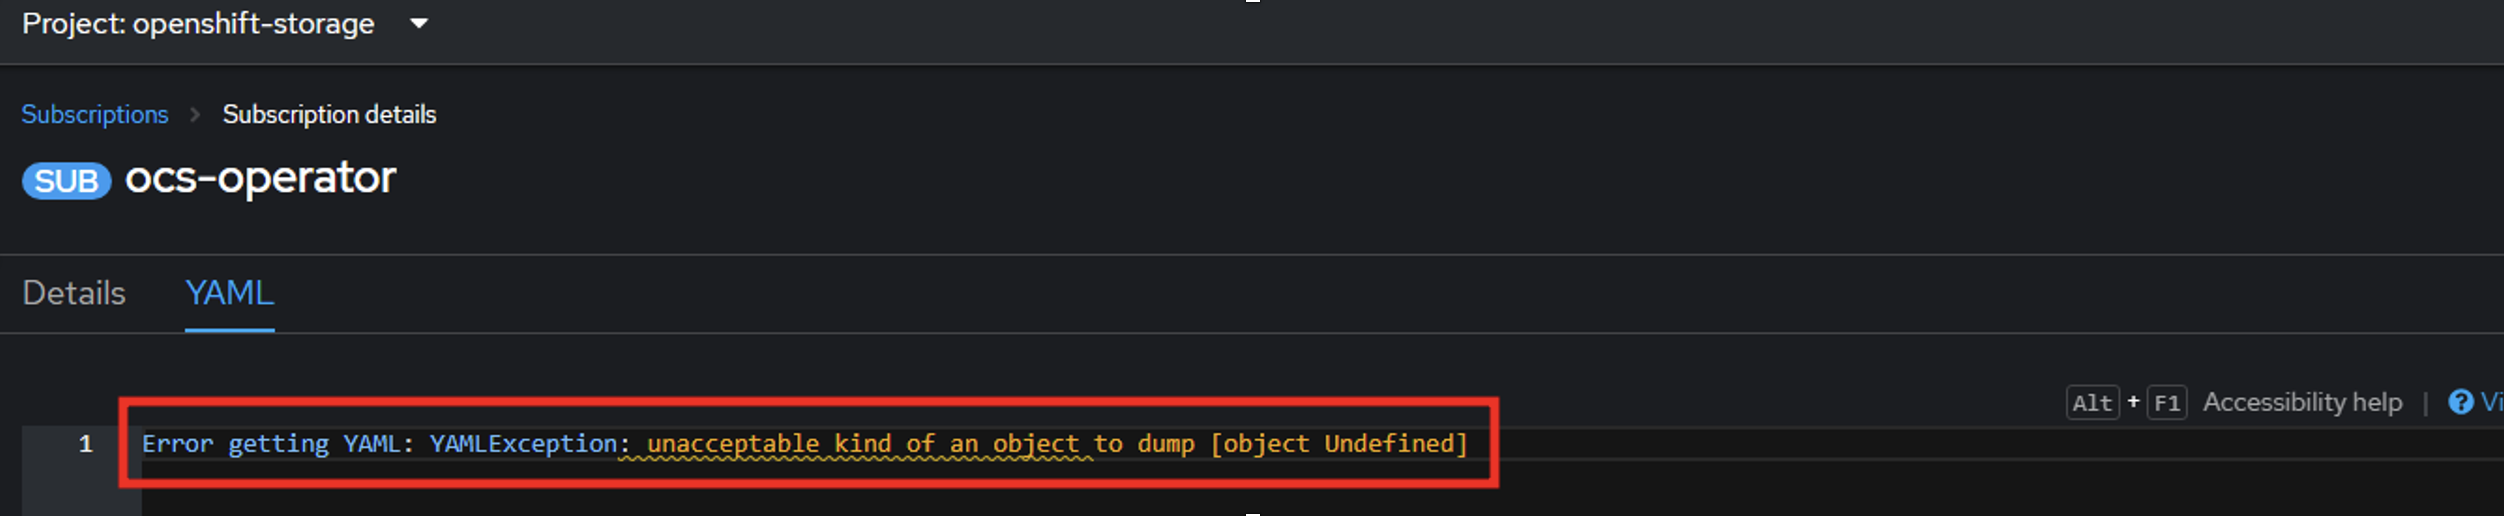 Project: openshift-storage
Subscriptions > Subscription details
SUB ocs-operator
Details YAML
Alt + F1 Accessibility help | Vi
1 Error getting YAML: YAMLException: unacceptable kind of an object to dump [object Undefined]